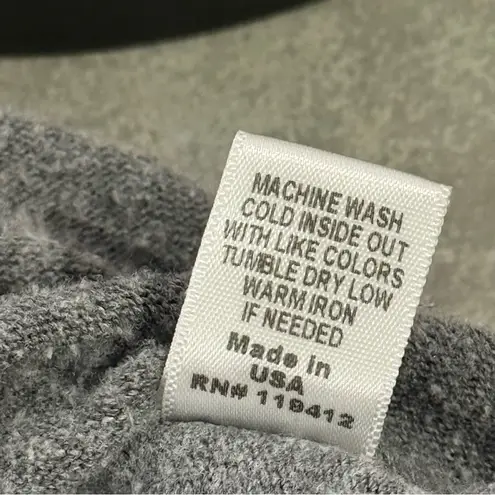 MACHINE WASH
COLD INSIDE OUT
WITH LIKE COLORS
TUMBLE DRY LOW
WARM IRON
IF NEEDED
Made In
USA
RN# 119412